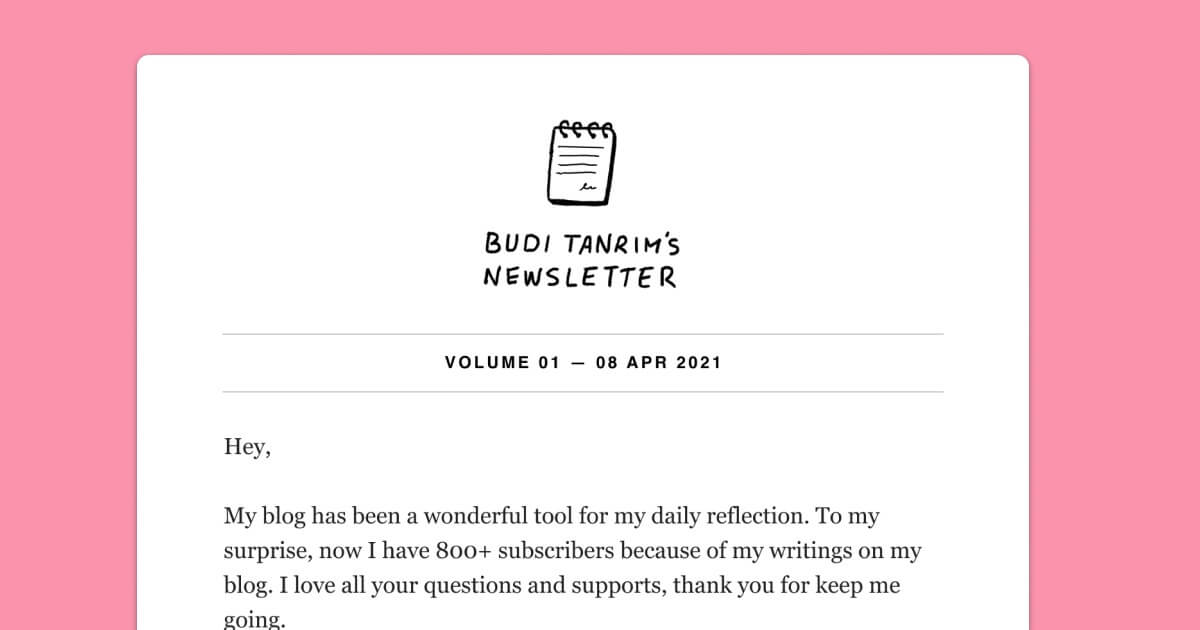 BUDI TANRIM'S
NEWSLETTER
VOLUME 01 — 08 APR 2021
Hey,
My blog has been a wonderful tool for my daily reflection. To my
surprise, now I have 800+ subscribers because of my writings on my
blog. I love all your questions and supports, thank you for keep me
going.